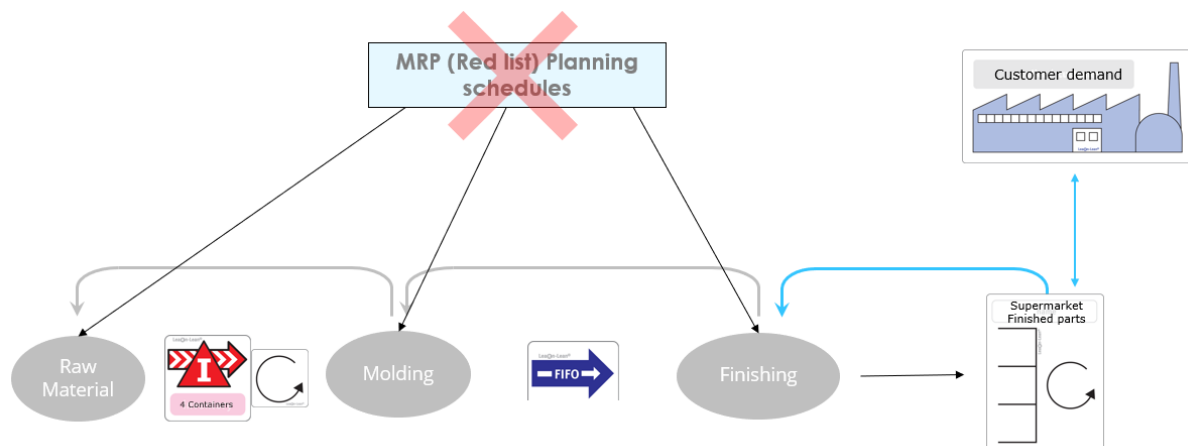 MRP (Red list) Planning
schedules
Customer demand
Supermarket
Finished parts
Raw
Material
I
4 Containers
Molding
FIFO
Finishing